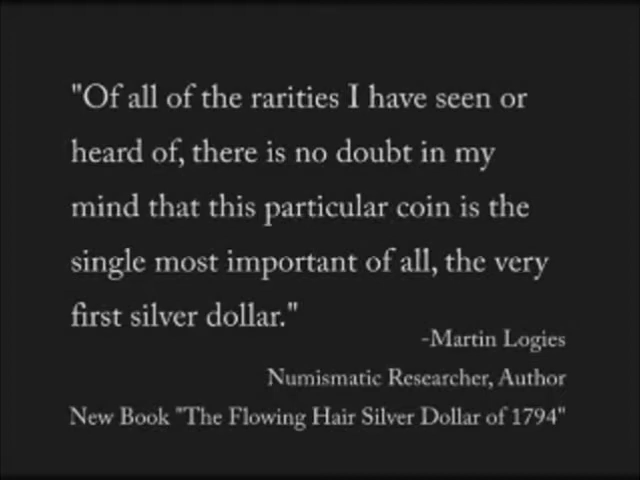 "Of all of the rarities I have seen or
heard of, there is no doubt in my
mind that this particular coin is the
single most important of all, the very
first silver dollar."
-Martin Logies
Numismatic Researcher, Author
New Book "The Flowing Hair Silver Dollar of 1794"